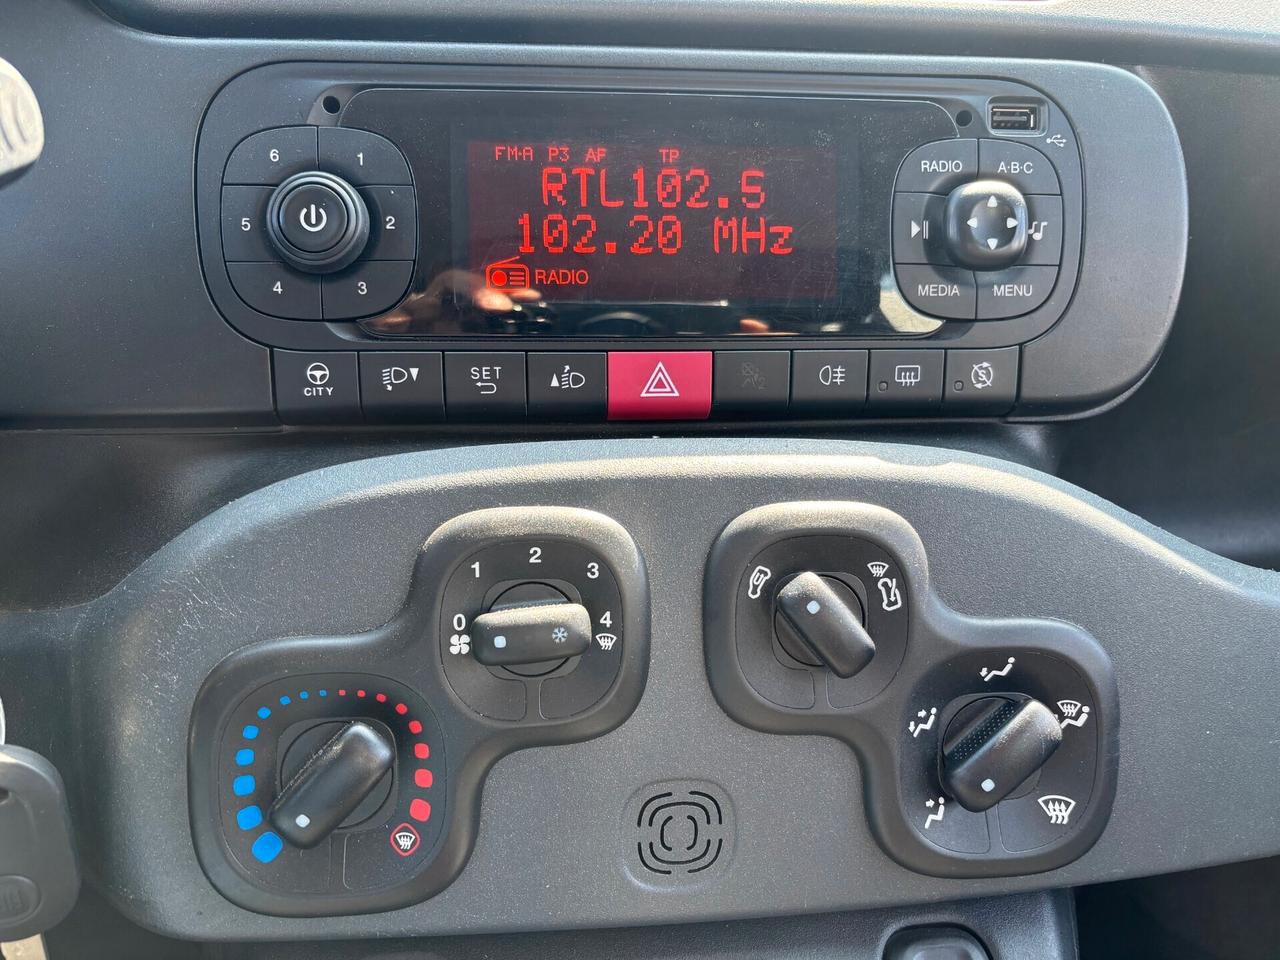 FM-A P3 AF TP
RTL102.5
102.20 MHz
RADIO
6
1
5
2
4
3
RADIO
A·B·C
MEDIA
MENU
CITY
SET
2
1
3
0
4